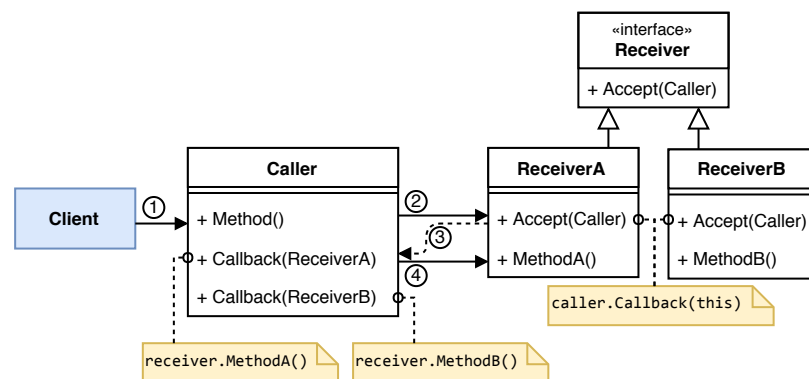 «interface»
Receiver
+ Accept(Caller)
Client
①
Caller
+ Method()
+ Callback(ReceiverA)
+ Callback(ReceiverB)
②
③
④
ReceiverA
+ Accept(Caller)
+ MethodA()
ReceiverB
+ Accept(Caller)
+ MethodB()
caller.Callback(this)
receiver.MethodA()
receiver.MethodB()